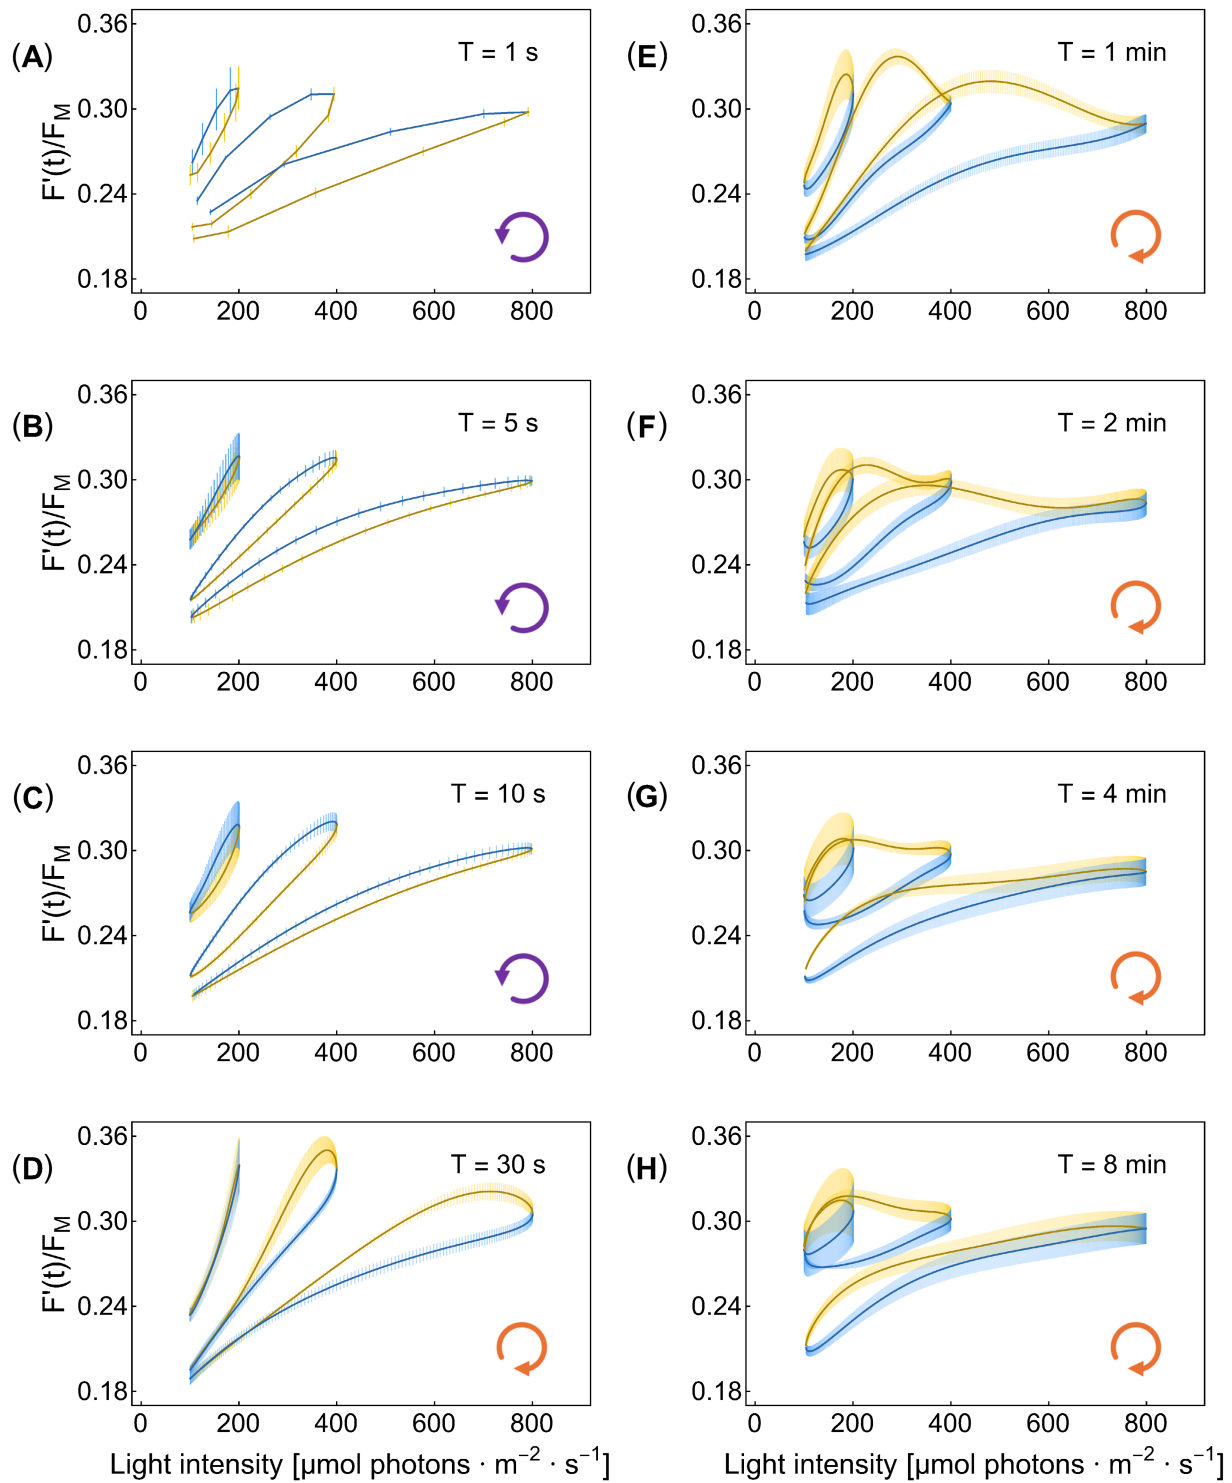 (A)
T = 1 s
F'(t)/F_M
0.36
0.30
0.24
0.18
0 200 400 600 800
(E)
T = 1 min
0.36
0.30
0.24
0.18
0 200 400 600 800
(B)
T = 5 s
F'(t)/F_M
0.36
0.30
0.24
0.18
0 200 400 600 800
(F)
T = 2 min
0.36
0.30
0.24
0.18
0 200 400 600 800
(C)
T = 10 s
F'(t)/F_M
0.36
0.30
0.24
0.18
0 200 400 600 800
(G)
T = 4 min
0.36
0.30
0.24
0.18
0 200 400 600 800
(D)
T = 30 s
F'(t)/F_M
0.36
0.30
0.24
0.18
0 200 400 600 800
Light intensity [μmol photons · m⁻² · s⁻¹]
(H)
T = 8 min
0.36
0.30
0.24
0.18
0 200 400 600 800
Light intensity [μmol photons · m⁻² · s⁻¹]